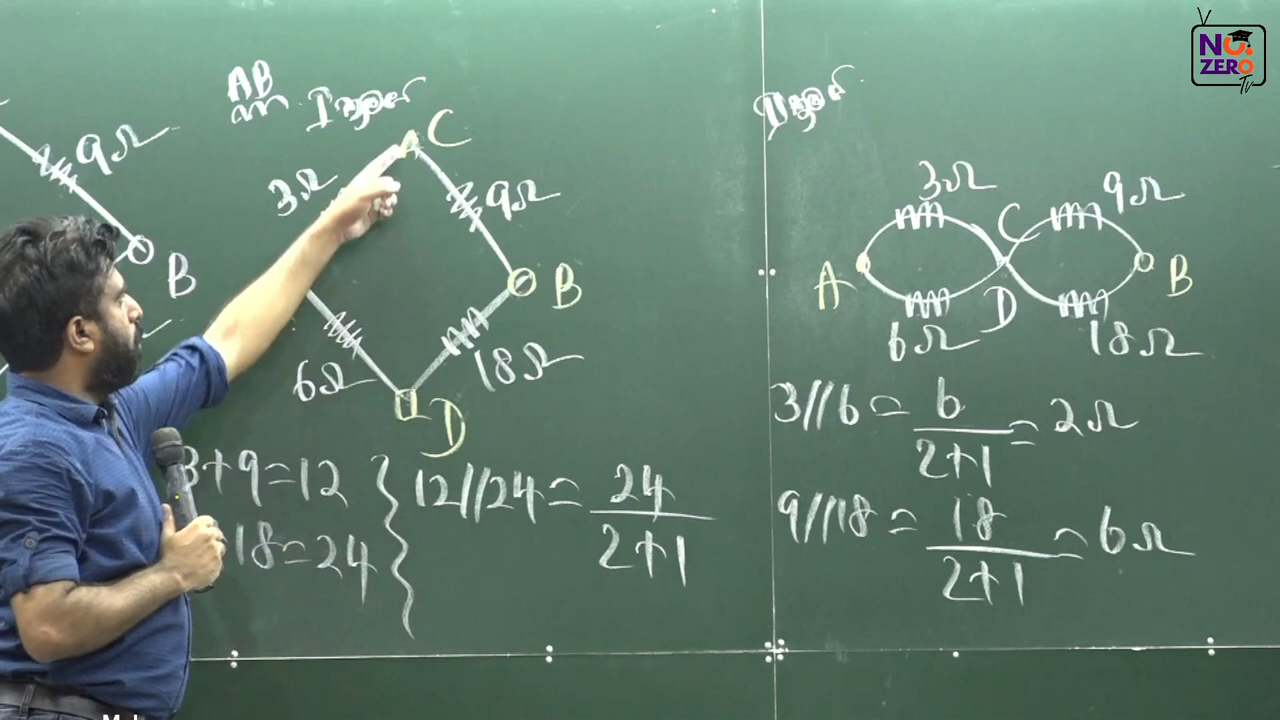 NO.
ZERO
TV
9Ω
B
AB
C
3Ω
9Ω
B
6Ω
18Ω
D
3+9=12
18=24
12//24=
24
2+1
3Ω
9Ω
A
C
D
B
6Ω
18Ω
3//6=
6
2+1
=2Ω
9//18=
18
2+1
=6Ω